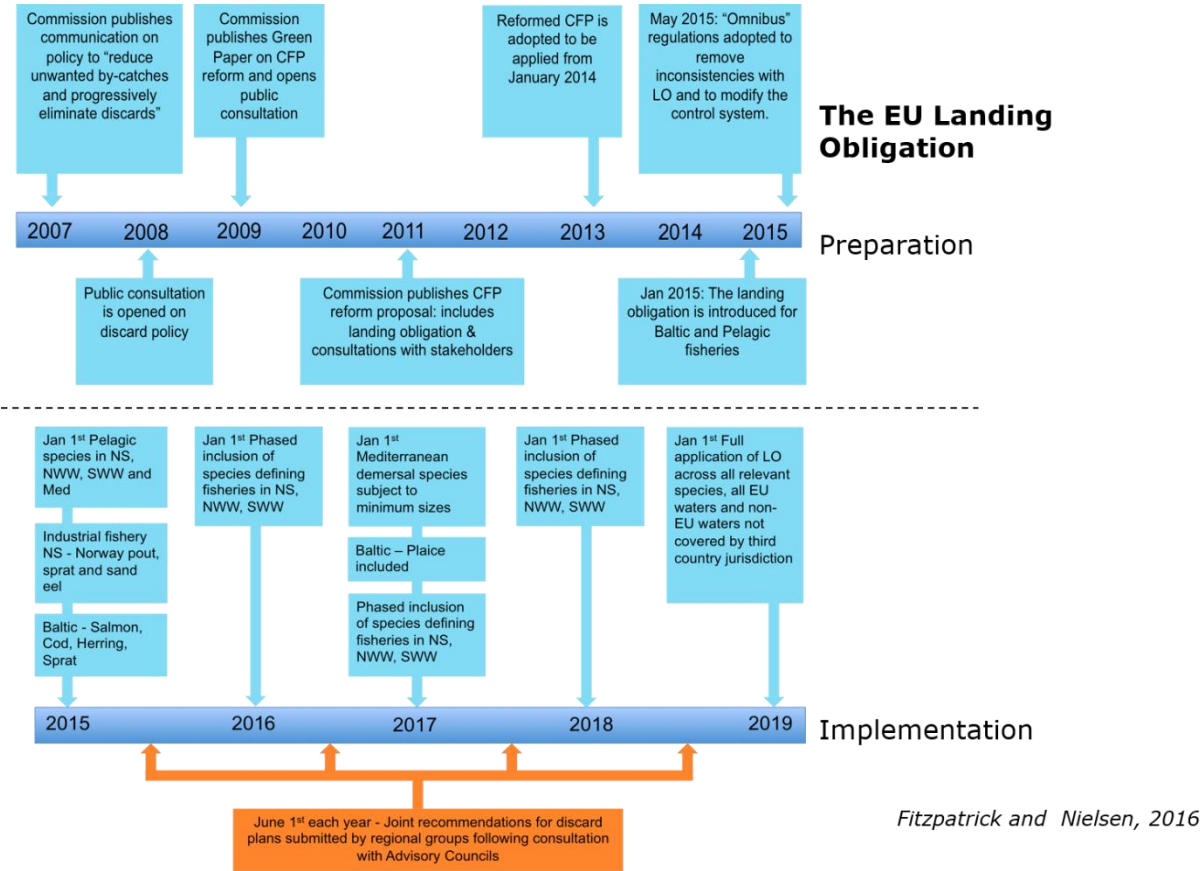 Commission publishes
communication on
policy to “reduce
unwanted by-catches
and progressively
eliminate discards”
Commission
publishes Green
Paper on CFP
reform and opens
public
consultation
Reformed CFP is
adopted to be
applied from
January 2014
May 2015: “Omnibus”
regulations adopted to
remove
inconsistencies with
LO and to modify the
control system.
The EU Landing
Obligation
2007 2008 2009 2010 2011 2012 2013 2014 2015
Preparation
Public consultation
is opened on
discard policy
Commission publishes CFP
reform proposal: includes
landing obligation &
consultations with stakeholders
Jan 2015: The landing
obligation is introduced for
Baltic and Pelagic
fisheries
Jan 1st Pelagic
species in NS,
NWW, SWW and
Med
Industrial fishery
NS - Norway pout,
sprat and sand
eel
Baltic - Salmon,
Cod, Herring,
Sprat
Jan 1st Phased
inclusion of
species defining
fisheries in NS,
NWW, SWW
Jan 1st
Mediterranean
demersal species
subject to
minimum sizes
Baltic – Plaice
included
Phased inclusion
of species defining
fisheries in NS,
NWW, SWW
Jan 1st Phased
inclusion of
species defining
fisheries in NS,
NWW, SWW
Jan 1st Full
application of LO
across all relevant
species, all EU
waters and non-
EU waters not
covered by third
country jurisdiction
2015 2016 2017 2018 2019
Implementation
June 1st each year - Joint recommendations for discard
plans submitted by regional groups following consultation
with Advisory Councils
Fitzpatrick and Nielsen, 2016